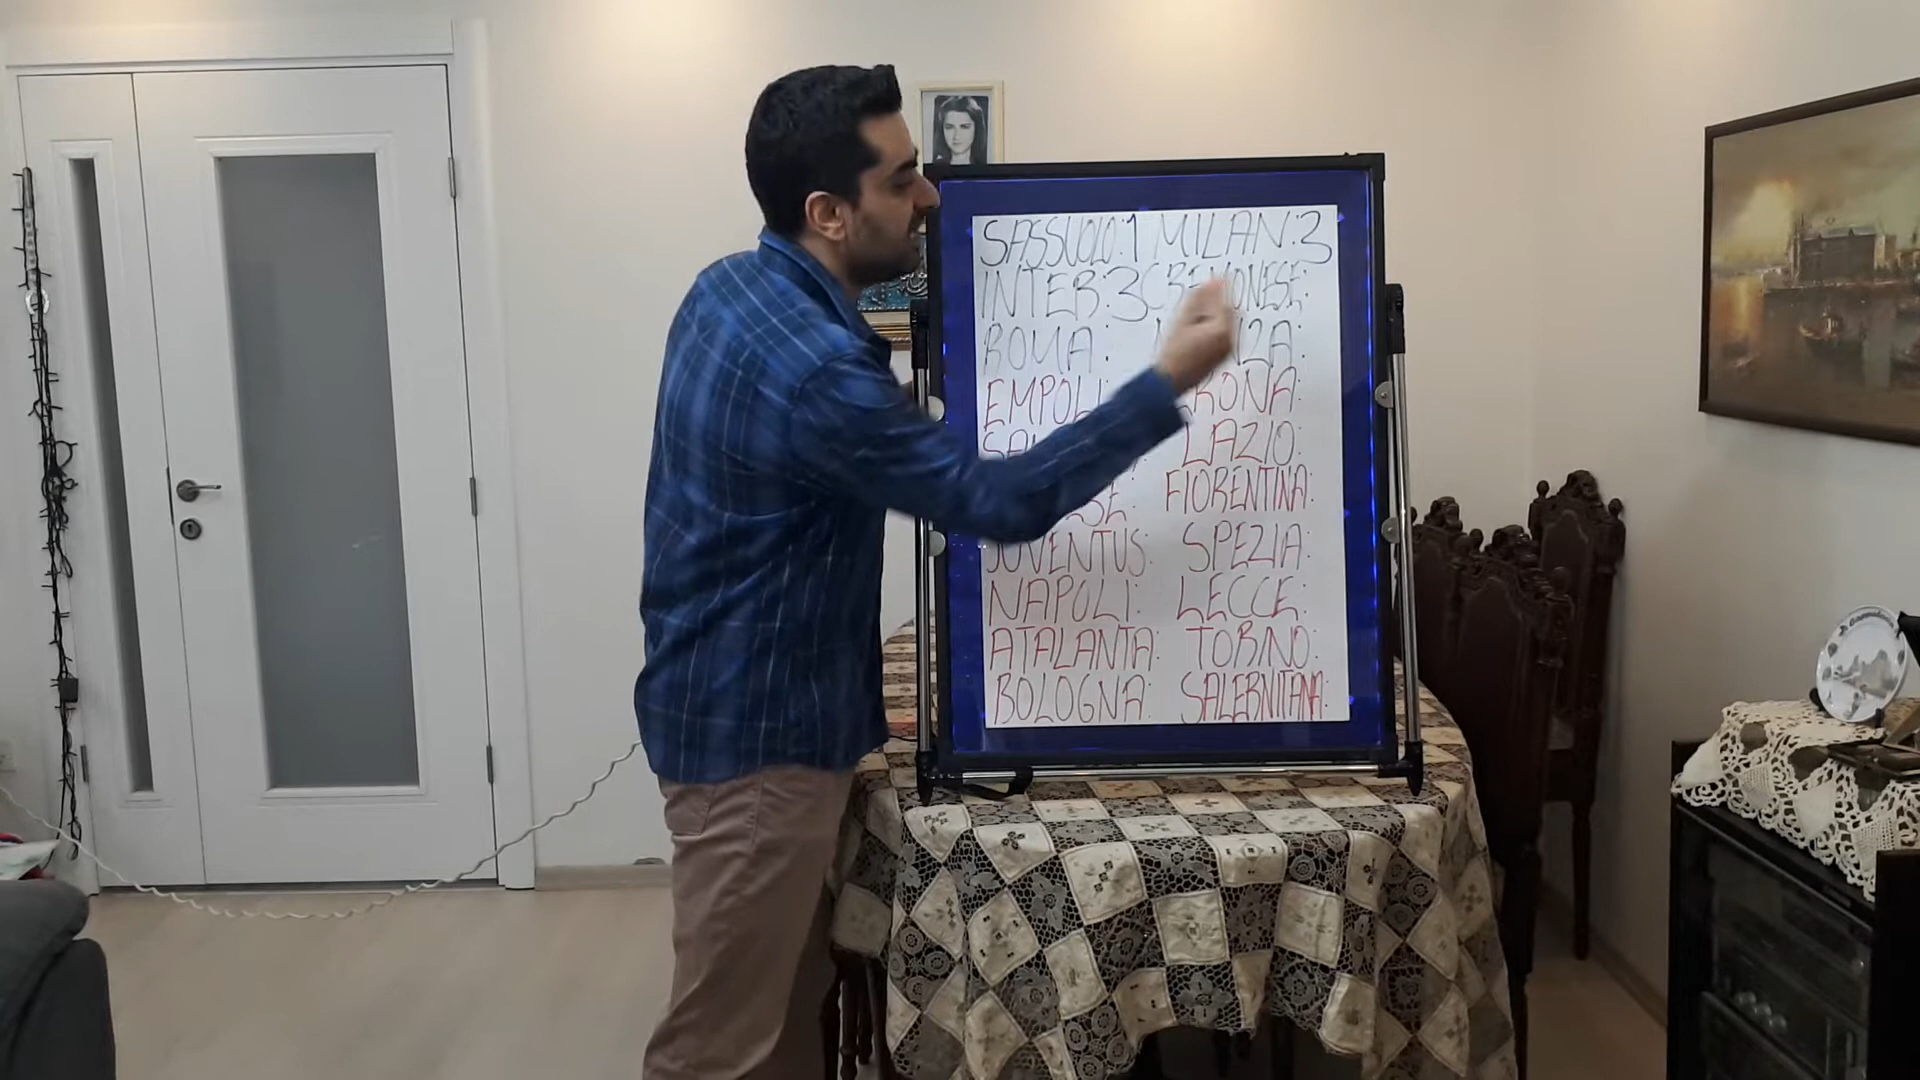 SASSUOLO:1 MILAN:3
INTER:3 CREMONESE:
ROMA:
EMPOLI
LAZIO:
FIORENTINA:
JUVENTUS: SPEZIA:
NAPOLI: LECCE:
ATALANTA: TORINO:
BOLOGNA: SALERNITANA: